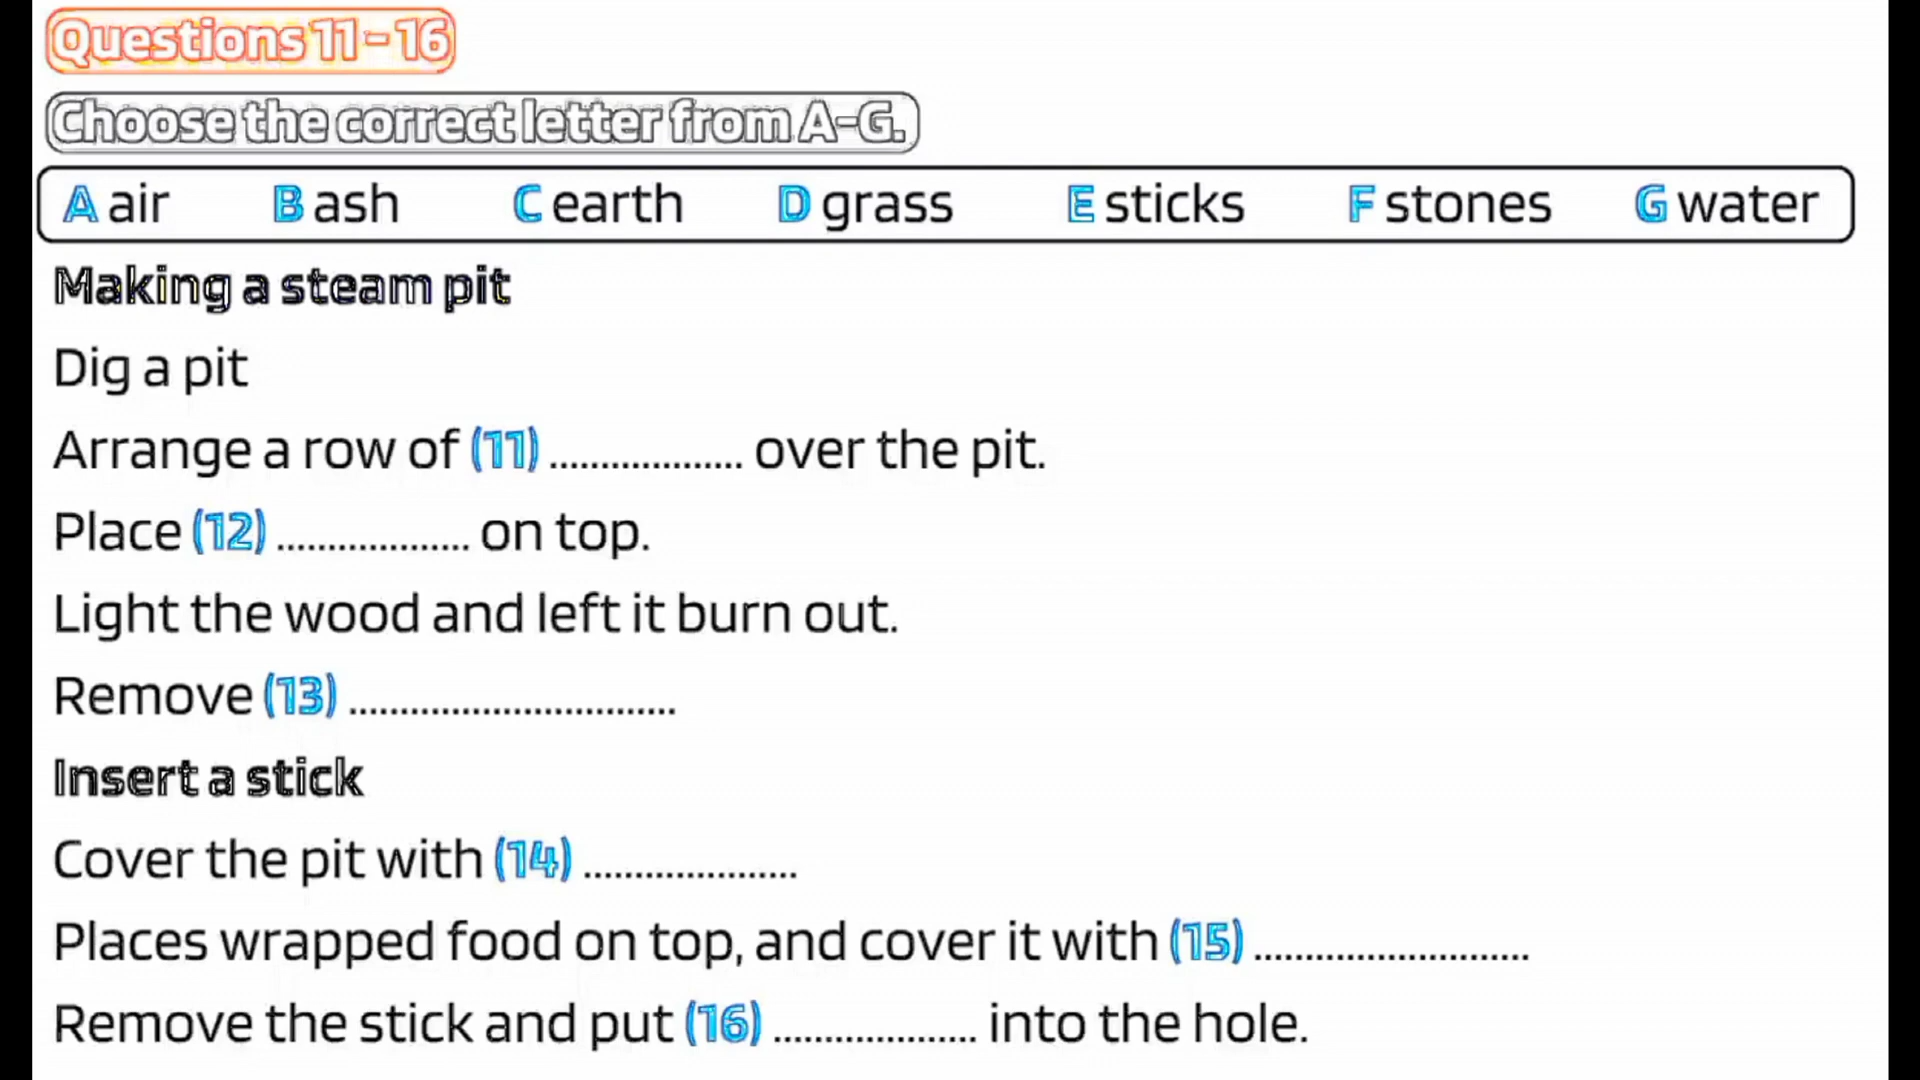 Questions 11 - 16
Choose the correct letter from A-G.
A air B ash C earth D grass E sticks F stones G water
Making a steam pit
Dig a pit
Arrange a row of (11) ................... over the pit.
Place (12) ................... on top.
Light the wood and left it burn out.
Remove (13) ................................
Insert a stick
Cover the pit with (14) .....................
Places wrapped food on top, and cover it with (15) ...........................
Remove the stick and put (16) .................... into the hole.